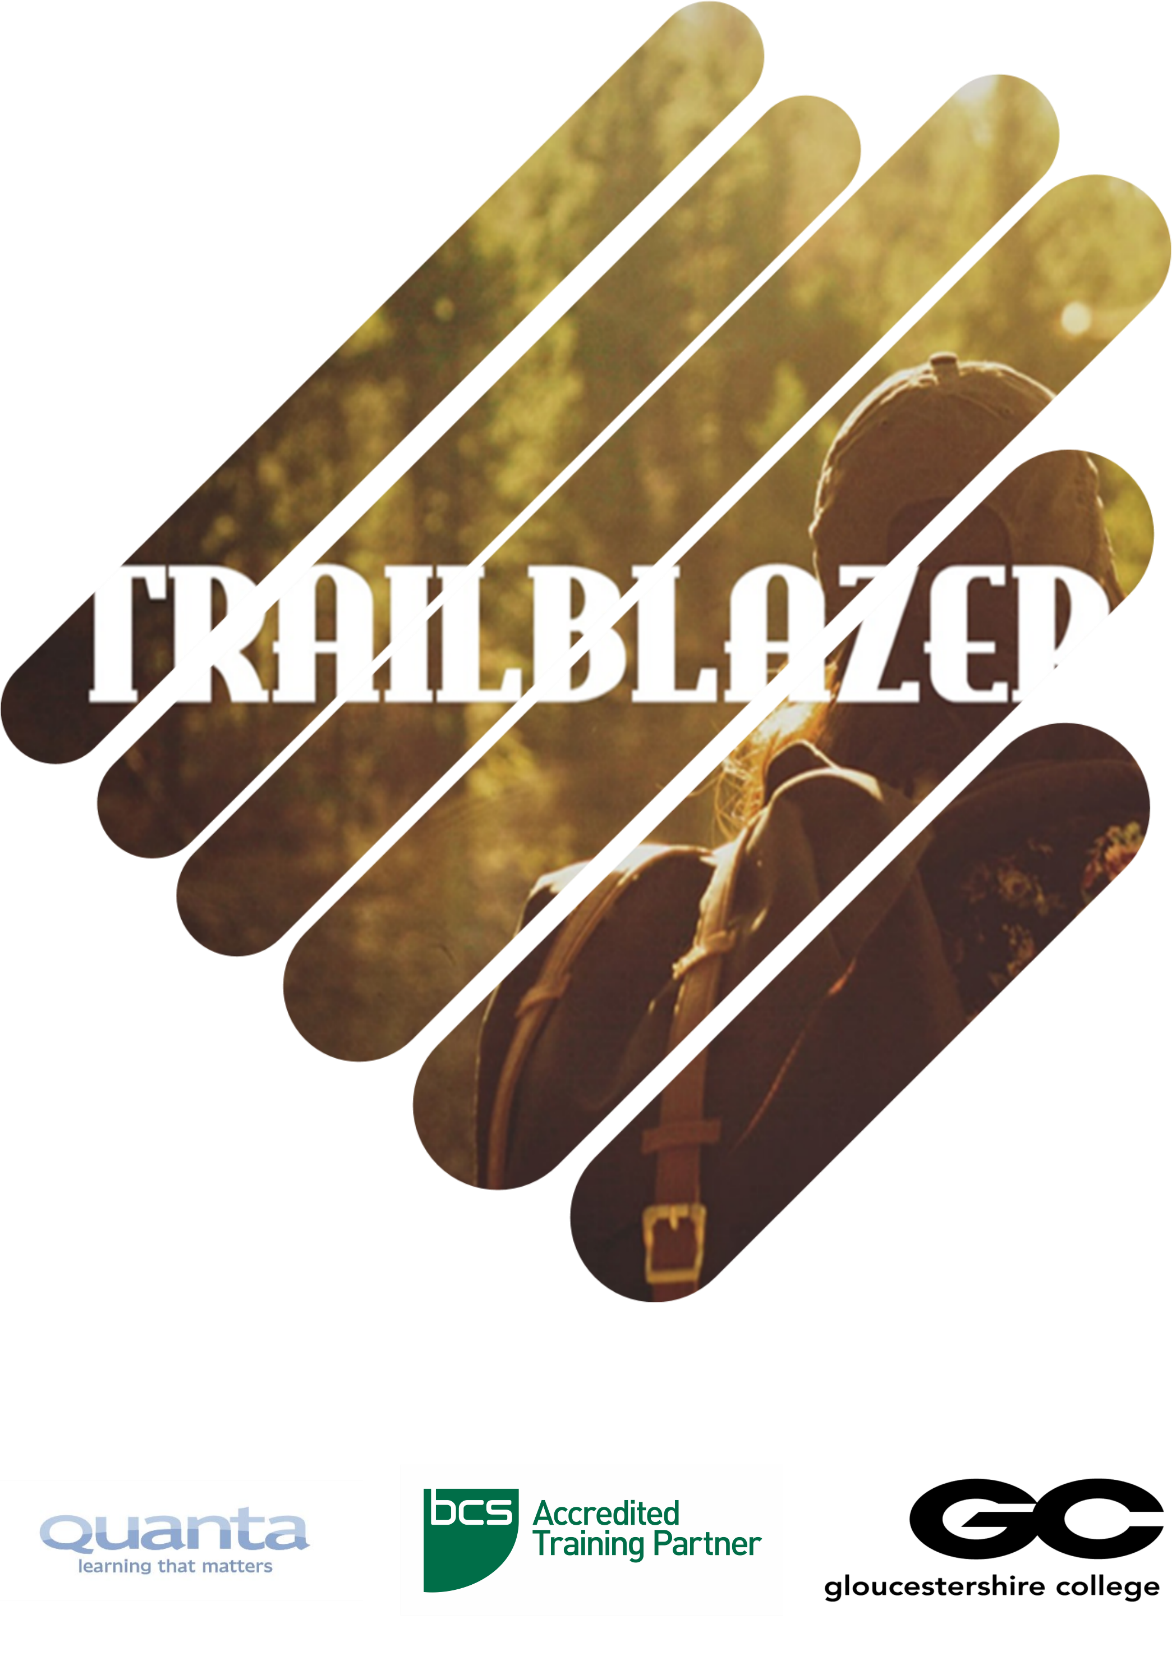 TRAILBLAZER
quanta
learning that matters
bcs
Accredited
Training Partner
GC
gloucestershire college